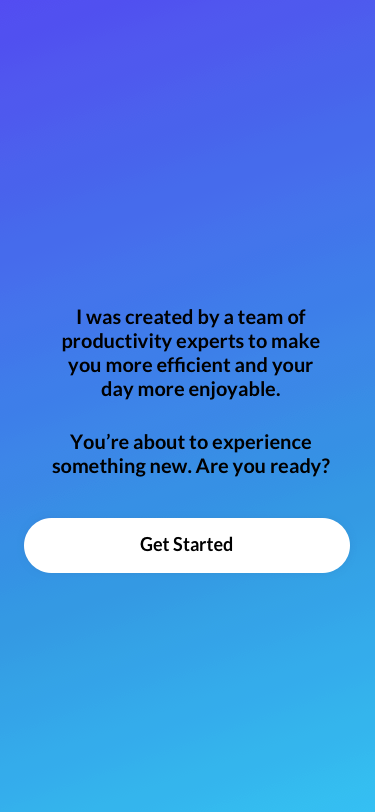 I was created by a team of
productivity experts to make
you more efficient and your
day more enjoyable.
You’re about to experience
something new. Are you ready?
Get Started